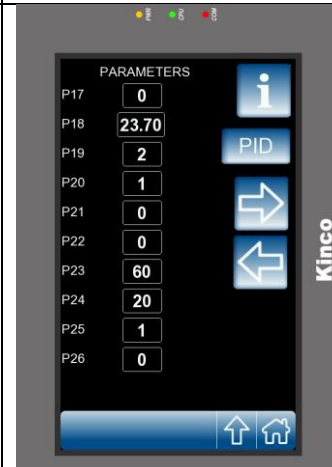 PWR CPU COM
PARAMETERS
P17 0
P18 23.70
P19 2
P20 1
P21 0
P22 0
P23 60
P24 20
P25 1
P26 0
i
PID
Kinco